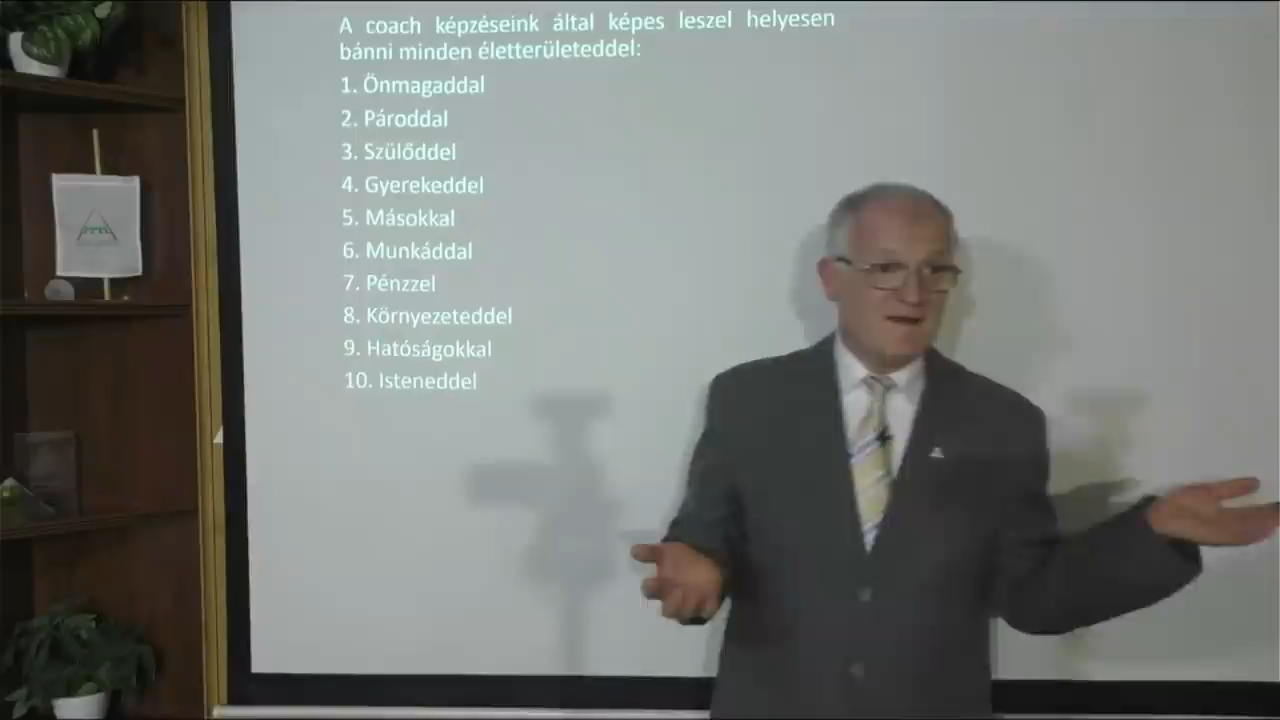 A coach képzéseink által képes leszel helyesen
bánni minden életterületeddel:
1. Önmagaddal
2. Pároddal
3. Szülőddel
4. Gyerekeddel
5. Másokkal
6. Munkáddal
7. Pénzzel
8. Környezeteddel
9. Hatóságokkal
10. Isteneddel